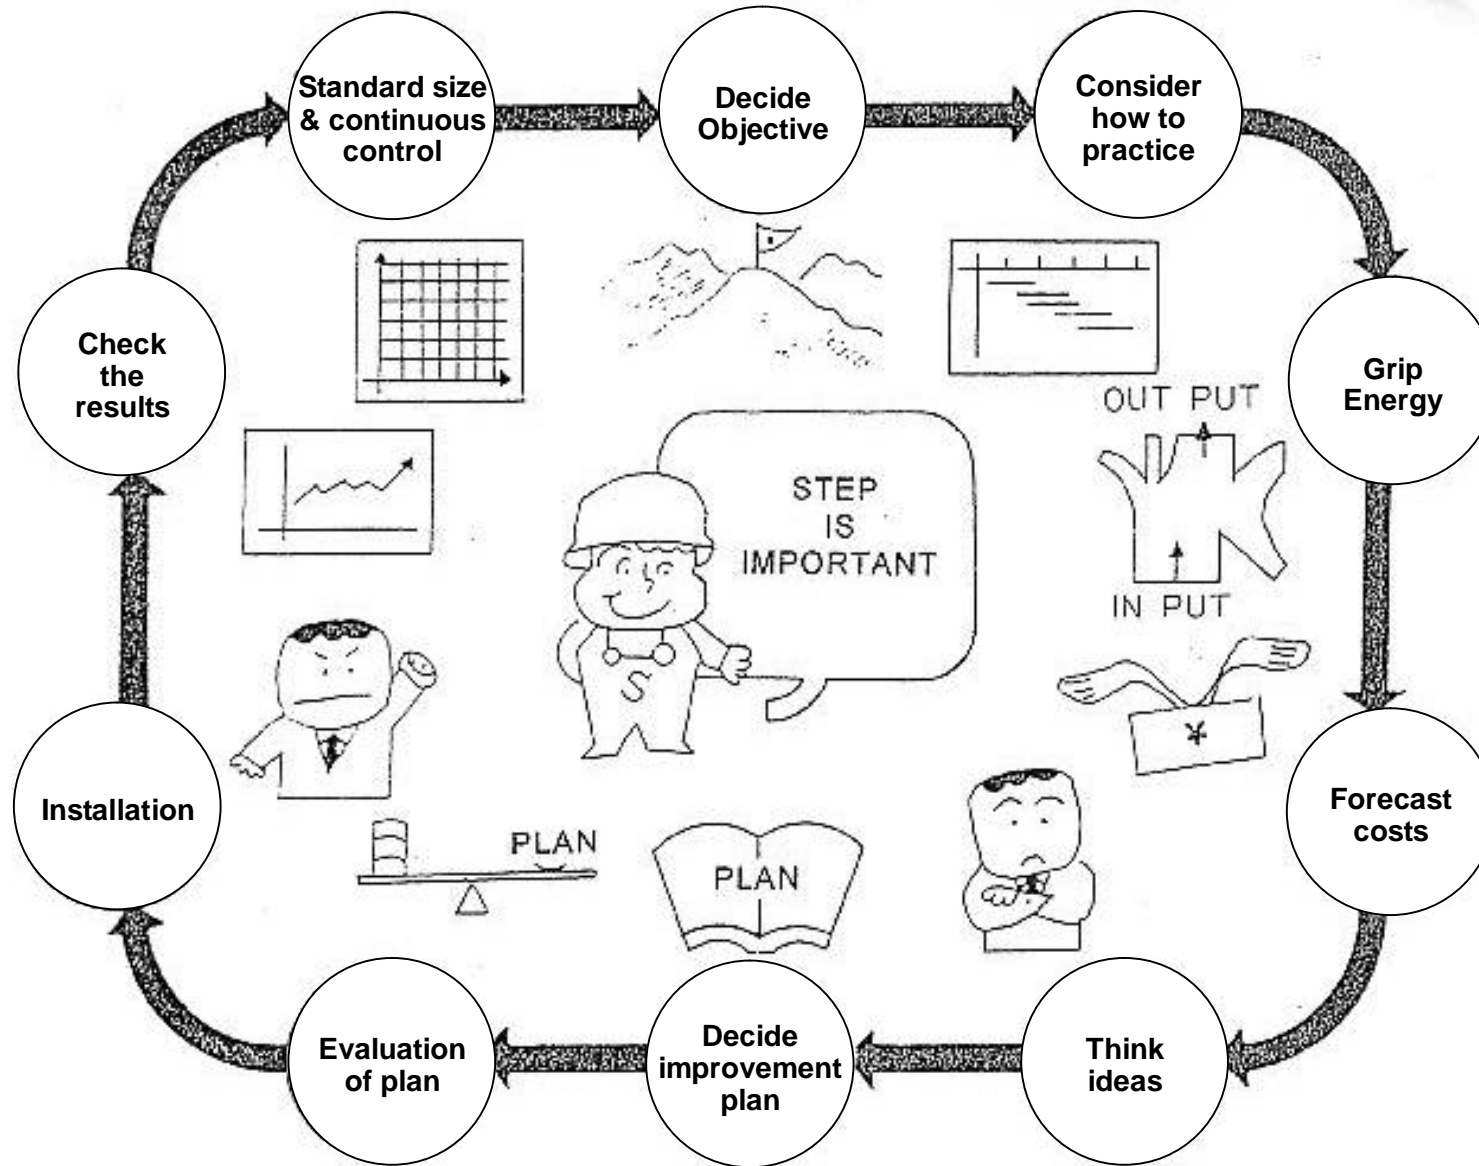 Standard size
& continuous
control
Decide
Objective
Consider
how to
practice
Grip
Energy
Forecast
costs
Think
ideas
Decide
improvement
plan
Evaluation
of plan
Installation
Check
the
results
OUT PUT
IN PUT
STEP
IS
IMPORTANT
S
¥
PLAN
PLAN